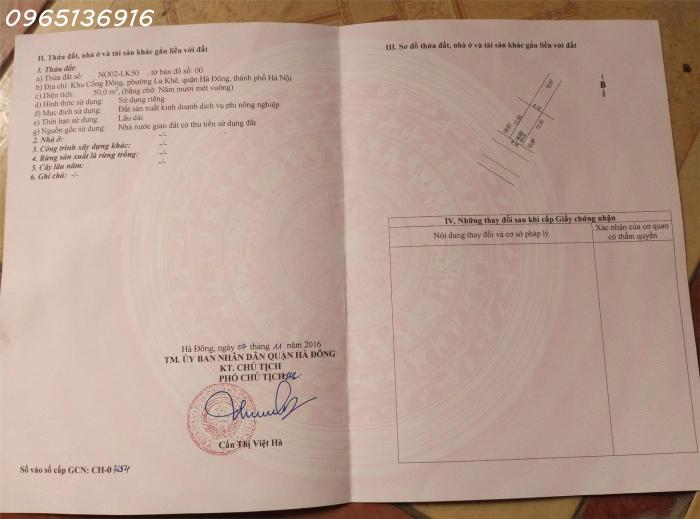 0965136916
II. Thửa đất, nhà ở và tài sản khác gắn liền với đất
1. Thửa đất:
a) Thửa đất số: NO02-LK50 , tờ bản đồ số: 00
b) Địa chỉ: Khu Cổng Đồng, phường La Khê, quận Hà Đông, thành phố Hà Nội
c) Diện tích: 50,0 m², (bằng chữ: Năm mươi mét vuông)
d) Hình thức sử dụng: Sử dụng riêng
đ) Mục đích sử dụng: Đất sản xuất kinh doanh dịch vụ phi nông nghiệp
e) Thời hạn sử dụng: Lâu dài
g) Nguồn gốc sử dụng: Nhà nước giao đất có thu tiền sử dụng đất
2. Nhà ở: -/-
3. Công trình xây dựng khác: -/-
4. Rừng sản xuất là rừng trồng: -/-
5. Cây lâu năm: -/-
6. Ghi chú: -/-
Hà Đông, ngày 07 tháng 11 năm 2016
TM. ỦY BAN NHÂN DÂN QUẬN HÀ ĐÔNG
KT. CHỦ TỊCH
PHÓ CHỦ TỊCH
Cấn Thị Việt Hà
Số vào sổ cấp GCN: CH-0
III. Sơ đồ thửa đất, nhà ở và tài sản khác gắn liền với đất
B
IV. Những thay đổi sau khi cấp Giấy chứng nhận
Nội dung thay đổi và cơ sở pháp lý
Xác nhận của cơ quan
có thẩm quyền